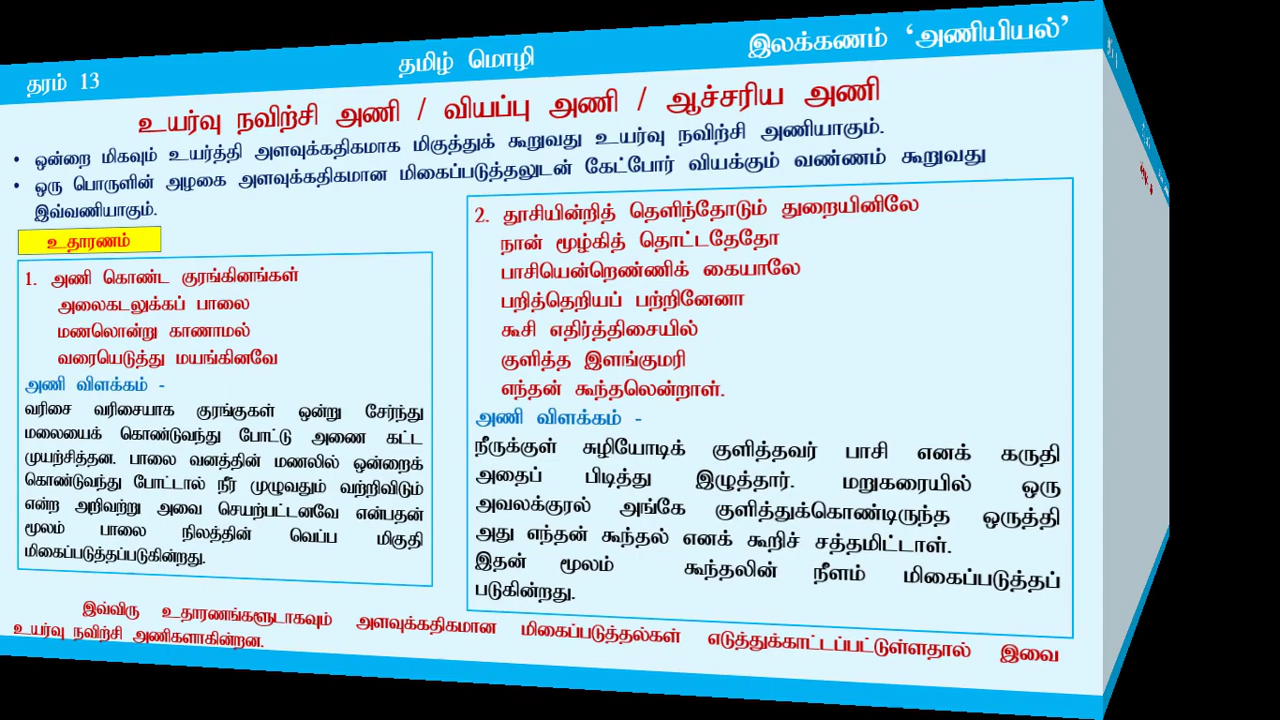 தரம் 13
தமிழ் மொழி
இலக்கணம் ‘அணியியல்’
உயர்வு நவிற்சி அணி / வியப்பு அணி / ஆச்சரிய அணி
• ஒன்றை மிகவும் உயர்த்தி அளவுக்கதிகமாக மிகுத்துக் கூறுவது உயர்வு நவிற்சி அணியாகும்.
• ஒரு பொருளின் அழகை அளவுக்கதிகமான மிகைப்படுத்தலுடன் கேட்போர் வியக்கும் வண்ணம் கூறுவது
இவ்வணியாகும்.
உதாரணம்
1. அணி கொண்ட குரங்கினங்கள்
அலைகடலுக்கப் பாலை
மணலொன்று காணாமல்
வரையெடுத்து மயங்கினவே
அணி விளக்கம் -
வரிசை வரிசையாக குரங்குகள் ஒன்று சேர்ந்து
மலையைக் கொண்டுவந்து போட்டு அணை கட்ட
முயற்சித்தன. பாலை வனத்தின் மணலில் ஒன்றைக்
கொண்டுவந்து போட்டால் நீர் முழுவதும் வற்றிவிடும்
என்ற அறிவற்று அவை செயற்பட்டனவே என்பதன்
மூலம் பாலை நிலத்தின் வெப்ப மிகுதி
மிகைப்படுத்தப்படுகின்றது.
2. தூசியின்றித் தெளிந்தோடும் துறையினிலே
நான் மூழ்கித் தொட்டதேதோ
பாசியென்றெண்ணிக் கையாலே
பறித்தெறியப் பற்றினேனா
கூசி எதிர்த்திசையில்
குளித்த இளங்குமரி
எந்தன் கூந்தலென்றாள்.
அணி விளக்கம் -
நீருக்குள் சுழியோடிக் குளித்தவர் பாசி எனக் கருதி
அதைப் பிடித்து இழுத்தார். மறுகரையில் ஒரு
அவலக்குரல் அங்கே குளித்துக்கொண்டிருந்த ஒருத்தி
அது எந்தன் கூந்தல் எனக் கூறிச் சத்தமிட்டாள்.
இதன் மூலம் கூந்தலின் நீளம் மிகைப்படுத்தப்
படுகின்றது.
இவ்விரு உதாரணங்களூடாகவும் அளவுக்கதிகமான மிகைப்படுத்தல்கள் எடுத்துக்காட்டப்பட்டுள்ளதால் இவை
உயர்வு நவிற்சி அணிகளாகின்றன.